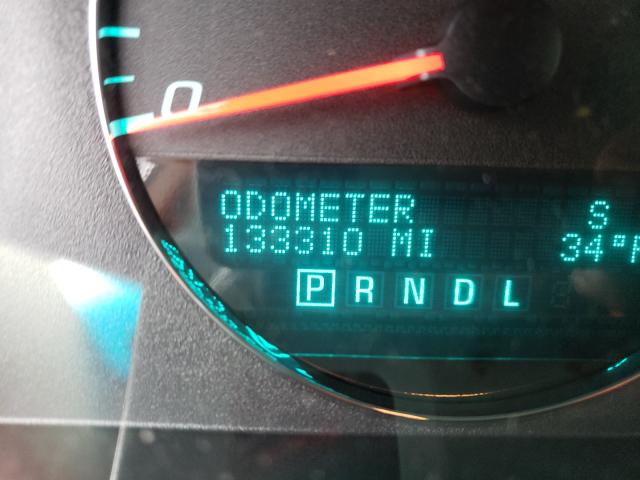 0
ODOMETER S
133310 MI 34°F
P R N D L